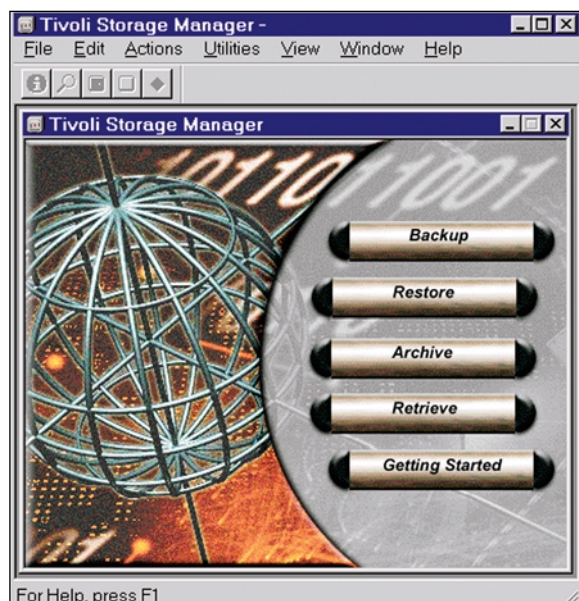 Tivoli Storage Manager -
File Edit Actions Utilities View Window Help
Tivoli Storage Manager
10110
11001
Backup
Restore
Archive
Retrieve
Getting Started
01
For Help, press F1